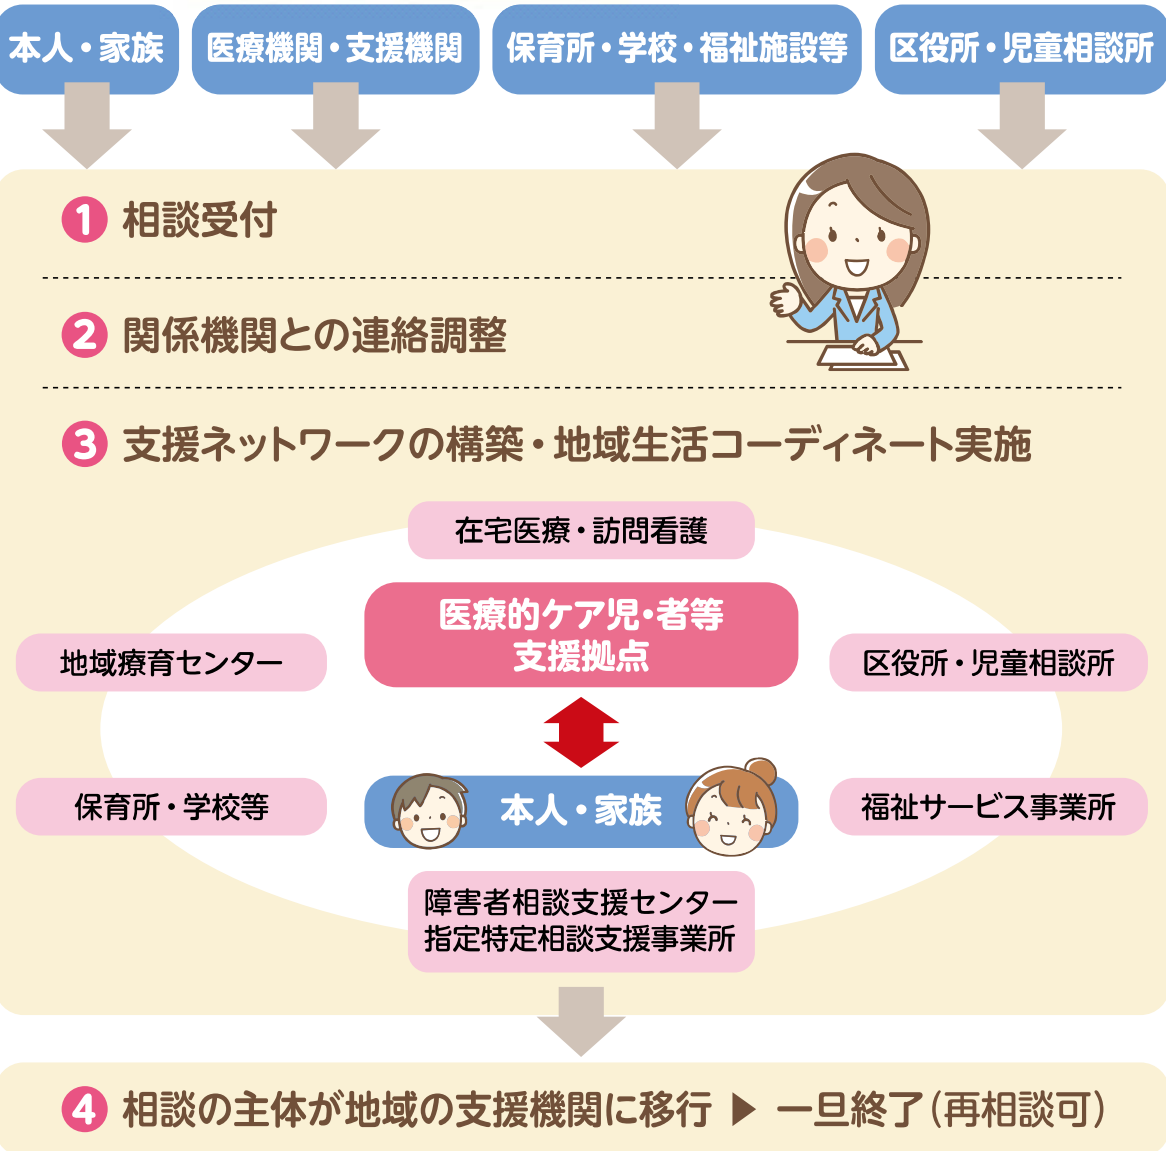 本人・家族
医療機関・支援機関
保育所・学校・福祉施設等
区役所・児童相談所
1 相談受付
2 関係機関との連絡調整
3 支援ネットワークの構築・地域生活コーディネート実施
在宅医療・訪問看護
医療的ケア児・者等
支援拠点
地域療育センター
区役所・児童相談所
保育所・学校等
本人・家族
福祉サービス事業所
障害者相談支援センター
指定特定相談支援事業所
4 相談の主体が地域の支援機関に移行 ▶ 一旦終了(再相談可)